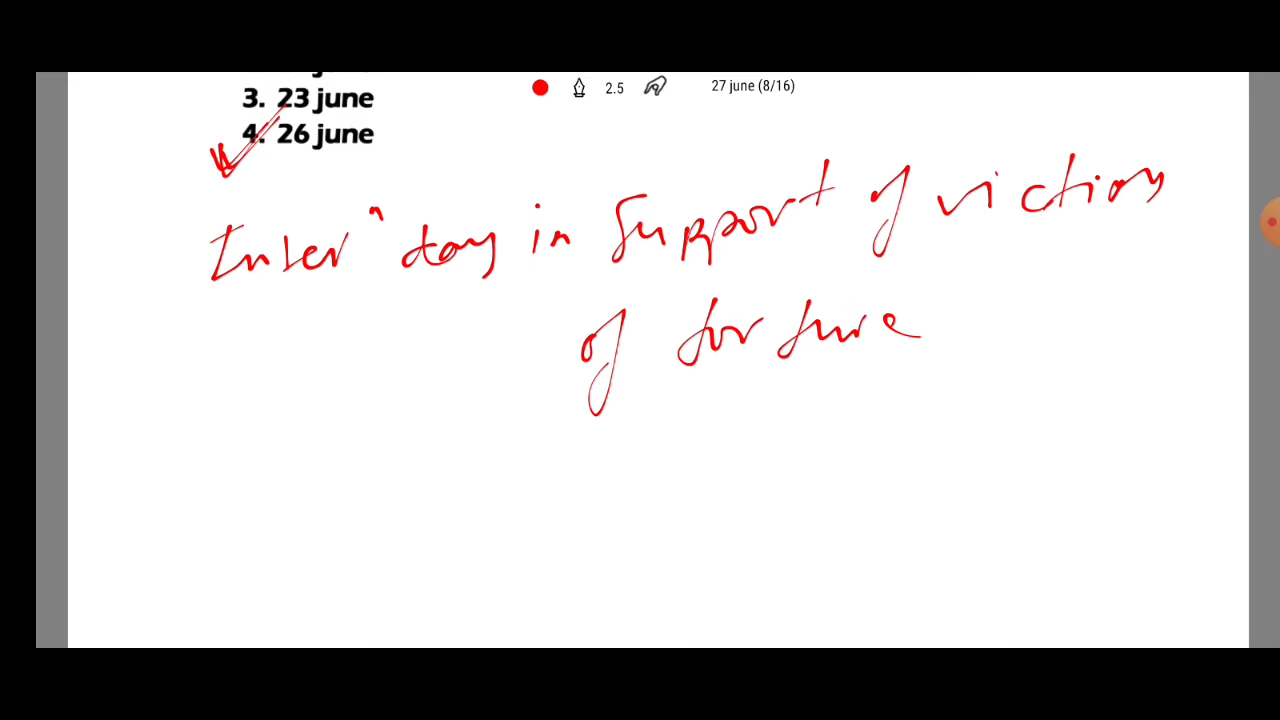 3. 23 june
2.5
27 june (8/16)
4. 26 june
Inter^n day in Support of victims
of torture